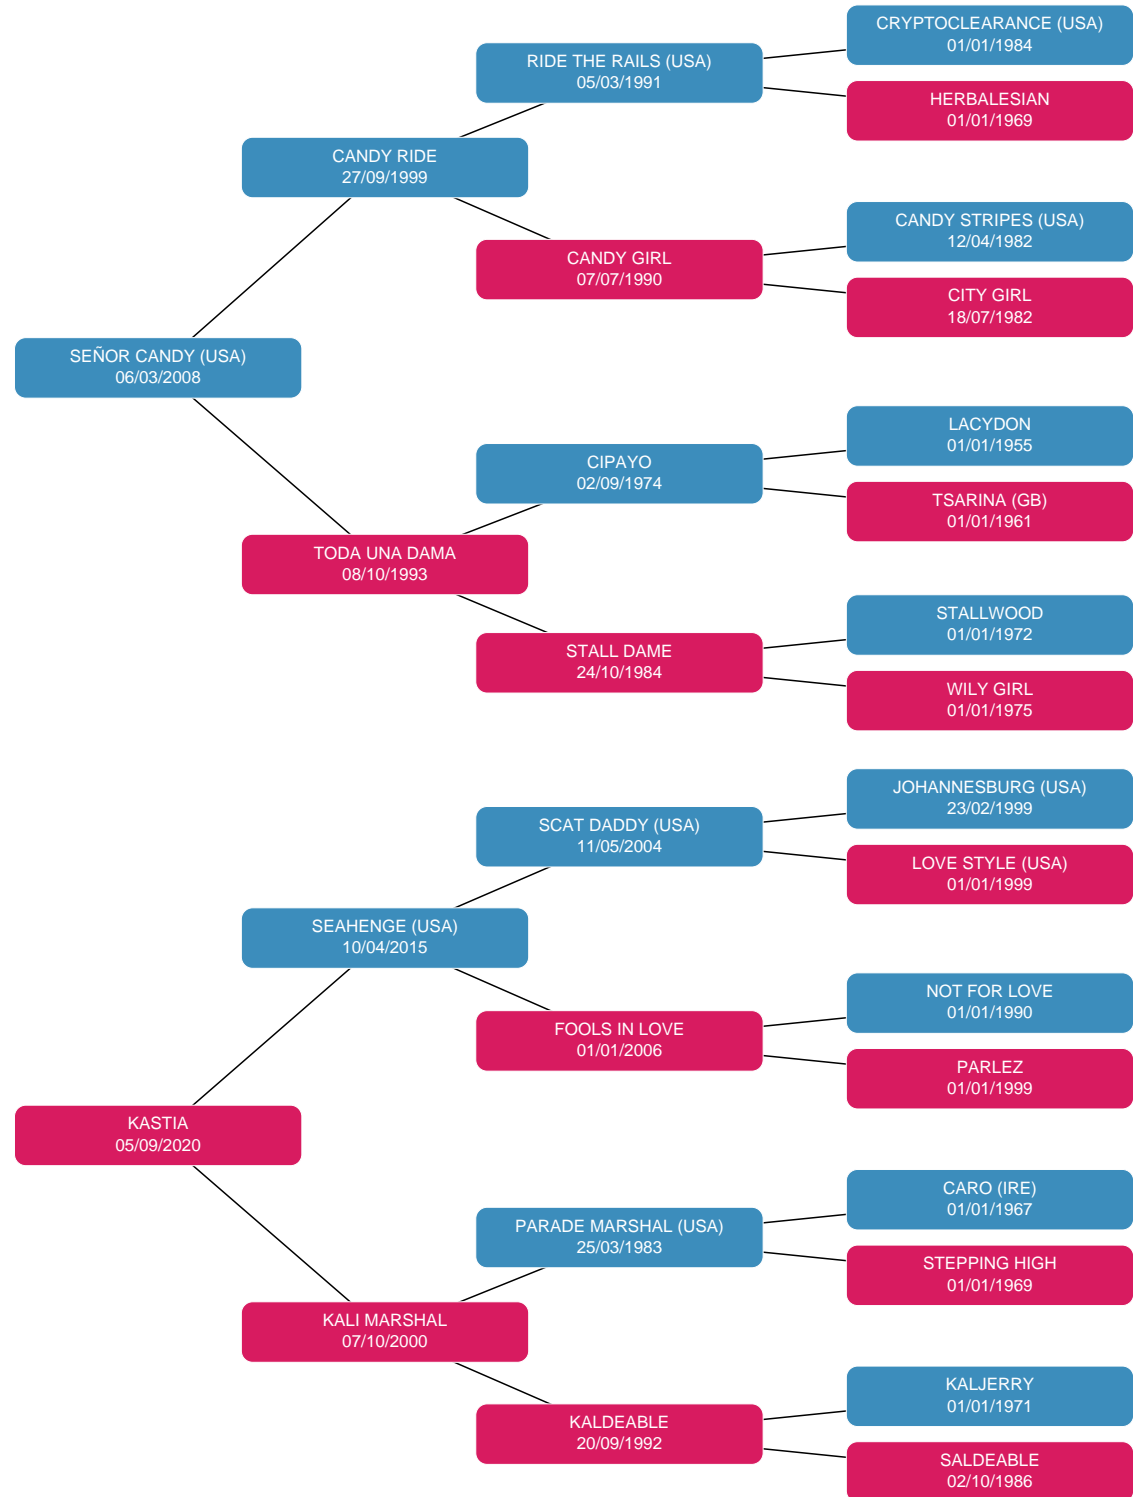 CRYPTOCLEARANCE (USA)
01/01/1984
RIDE THE RAILS (USA)
05/03/1991
HERBALESIAN
01/01/1969
CANDY RIDE
27/09/1999
CANDY STRIPES (USA)
12/04/1982
CANDY GIRL
07/07/1990
CITY GIRL
18/07/1982
SEÑOR CANDY (USA)
06/03/2008
LACYDON
01/01/1955
CIPAYO
02/09/1974
TSARINA (GB)
01/01/1961
TODA UNA DAMA
08/10/1993
STALLWOOD
01/01/1972
STALL DAME
24/10/1984
WILY GIRL
01/01/1975
JOHANNESBURG (USA)
23/02/1999
SCAT DADDY (USA)
11/05/2004
LOVE STYLE (USA)
01/01/1999
SEAHENGE (USA)
10/04/2015
NOT FOR LOVE
01/01/1990
FOOLS IN LOVE
01/01/2006
PARLEZ
01/01/1999
KASTIA
05/09/2020
CARO (IRE)
01/01/1967
PARADE MARSHAL (USA)
25/03/1983
STEPPING HIGH
01/01/1969
KALI MARSHAL
07/10/2000
KALJERRY
01/01/1971
KALDEABLE
20/09/1992
SALDEABLE
02/10/1986